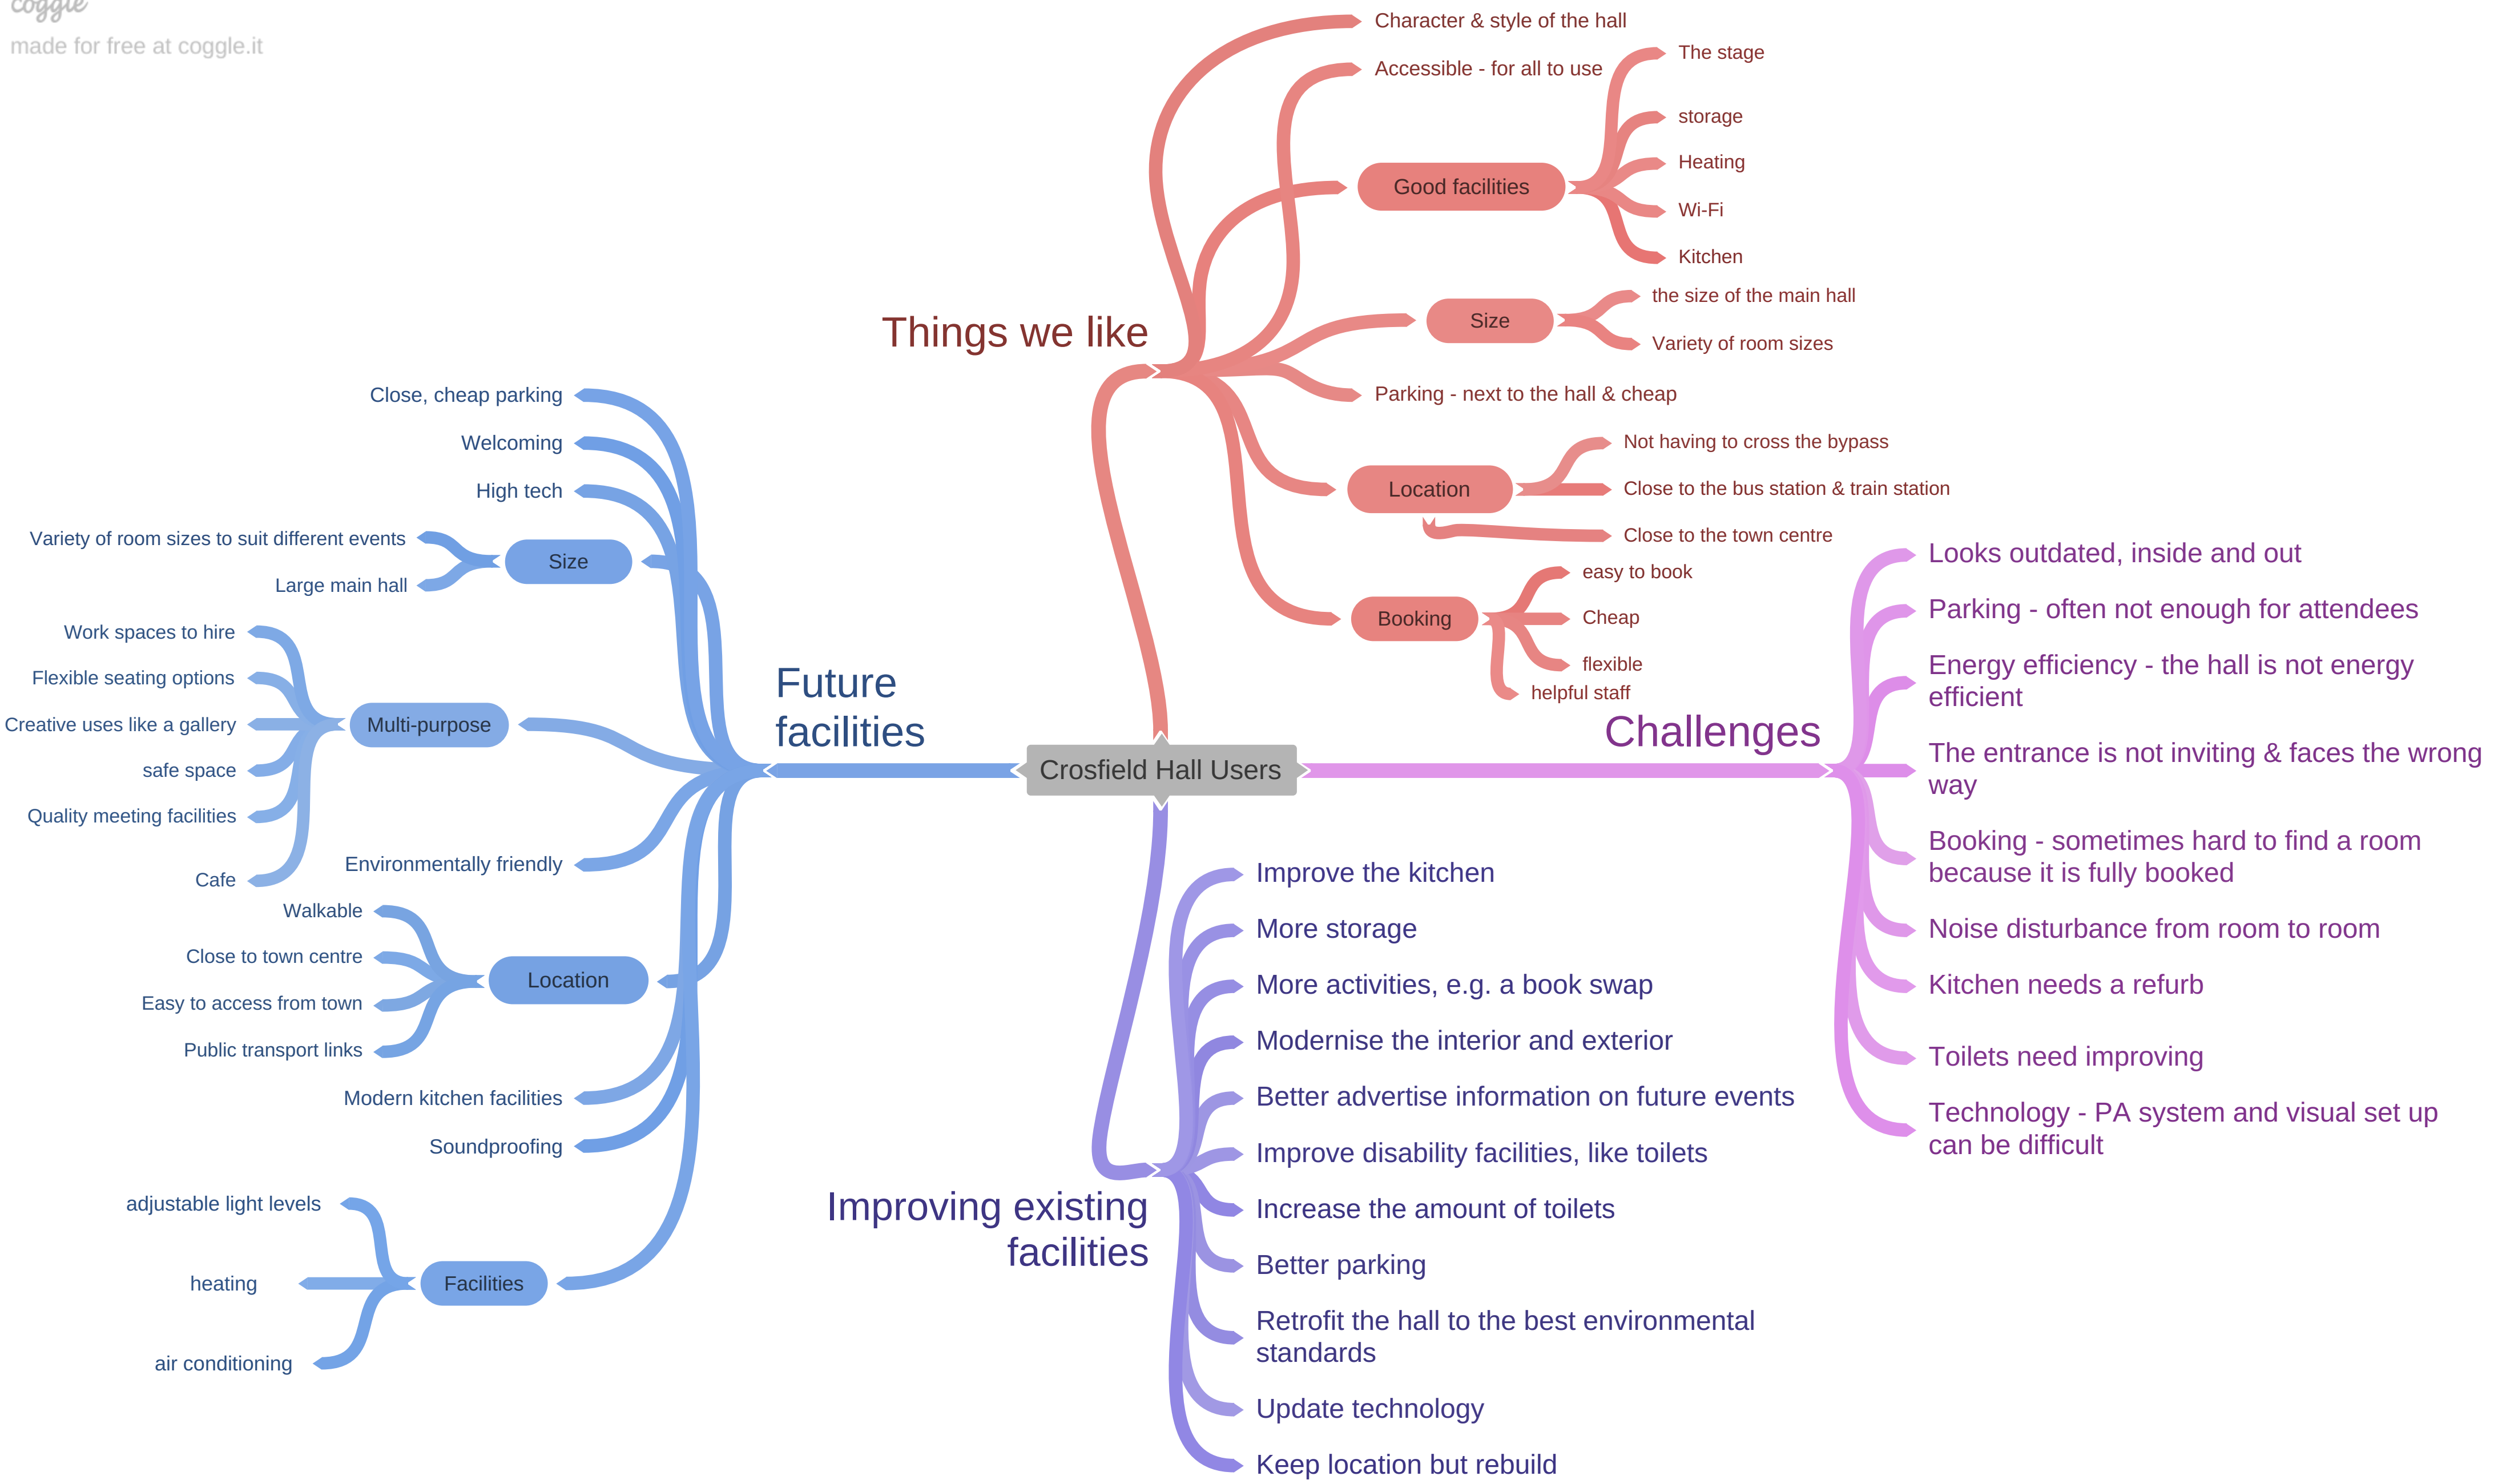 coggle
made for free at coggle.it
Crosfield Hall Users
Things we like
Character & style of the hall
Accessible - for all to use
Good facilities
The stage
storage
Heating
Wi-Fi
Kitchen
Size
the size of the main hall
Variety of room sizes
Parking - next to the hall & cheap
Location
Not having to cross the bypass
Close to the bus station & train station
Close to the town centre
Booking
easy to book
Cheap
flexible
helpful staff
Challenges
Looks outdated, inside and out
Parking - often not enough for attendees
Energy efficiency - the hall is not energy
efficient
The entrance is not inviting & faces the wrong
way
Booking - sometimes hard to find a room
because it is fully booked
Noise disturbance from room to room
Kitchen needs a refurb
Toilets need improving
Technology - PA system and visual set up
can be difficult
Improving existing
facilities
Improve the kitchen
More storage
More activities, e.g. a book swap
Modernise the interior and exterior
Better advertise information on future events
Improve disability facilities, like toilets
Increase the amount of toilets
Better parking
Retrofit the hall to the best environmental
standards
Update technology
Keep location but rebuild
Future
facilities
Close, cheap parking
Welcoming
High tech
Size
Variety of room sizes to suit different events
Large main hall
Multi-purpose
Work spaces to hire
Flexible seating options
Creative uses like a gallery
safe space
Quality meeting facilities
Cafe
Environmentally friendly
Location
Walkable
Close to town centre
Easy to access from town
Public transport links
Modern kitchen facilities
Soundproofing
Facilities
adjustable light levels
heating
air conditioning